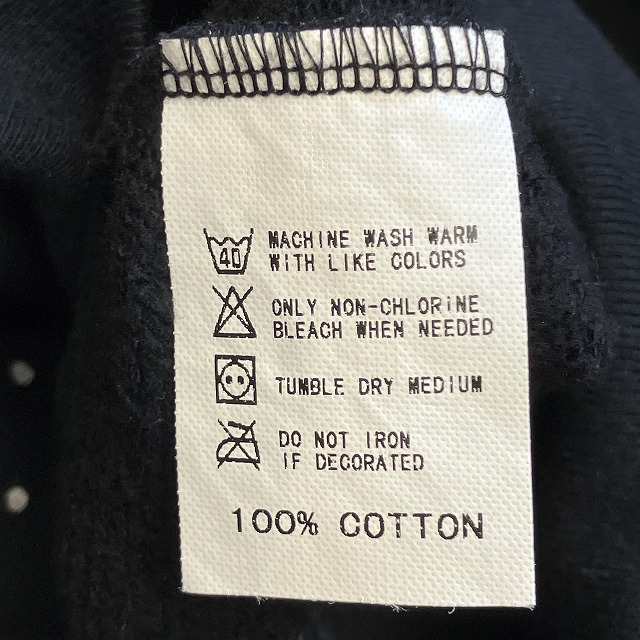 40
MACHINE WASH WARM
WITH LIKE COLORS
ONLY NON-CHLORINE
BLEACH WHEN NEEDED
TUMBLE DRY MEDIUM
DO NOT IRON
IF DECORATED
100% COTTON